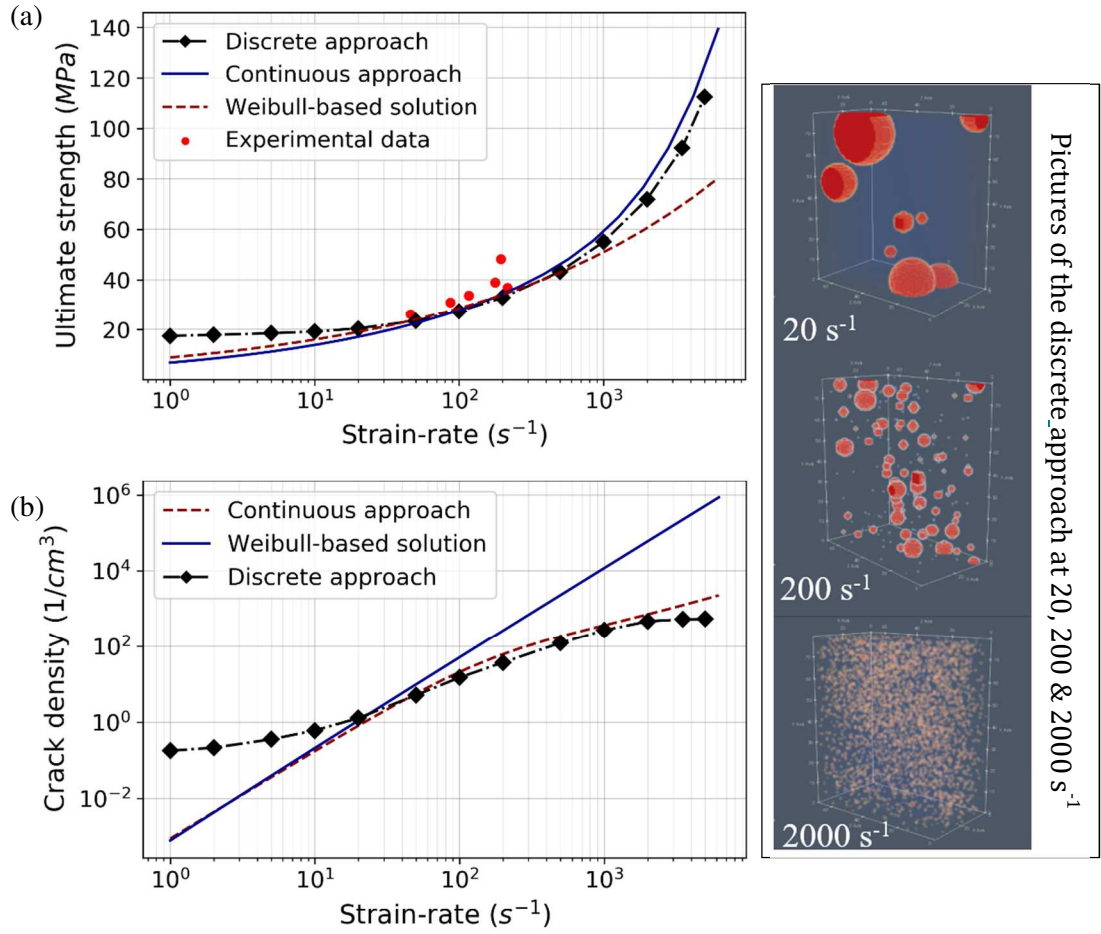 (a)
Ultimate strength (MPa)
140
120
100
80
60
40
20
Discrete approach
Continuous approach
Weibull-based solution
Experimental data
10⁰
10¹
10²
10³
Strain-rate (s⁻¹)
(b)
Crack density (1/cm³)
10⁶
10⁴
10²
10⁰
10⁻²
Continuous approach
Weibull-based solution
Discrete approach
10⁰
10¹
10²
10³
Strain-rate (s⁻¹)
20 s⁻¹
200 s⁻¹
2000 s⁻¹
Pictures of the discrete approach at 20, 200 & 2000 s⁻¹